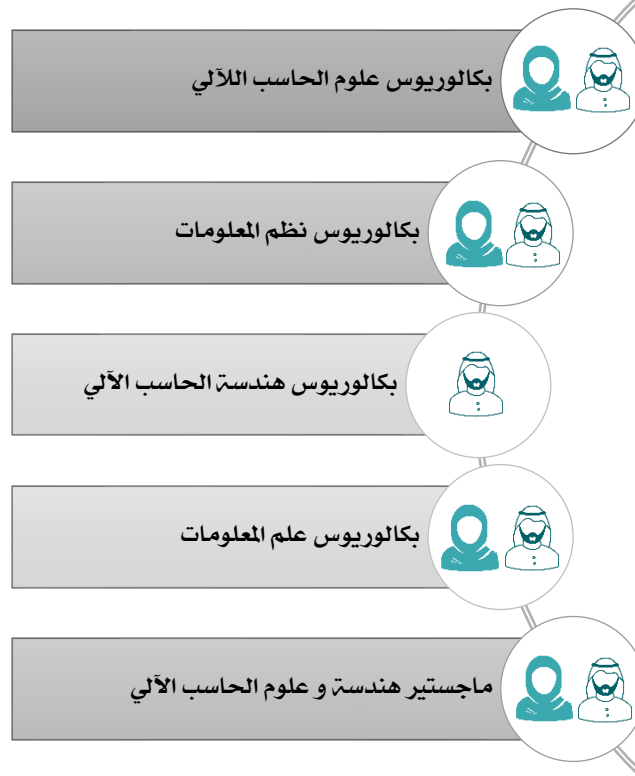 بكالوريوس علوم الحاسب اللآلي
بكالوريوس نظم المعلومات
بكالوريوس هندسة الحاسب الآلي
بكالوريوس علم المعلومات
ماجستير هندسة و علوم الحاسب الآلي